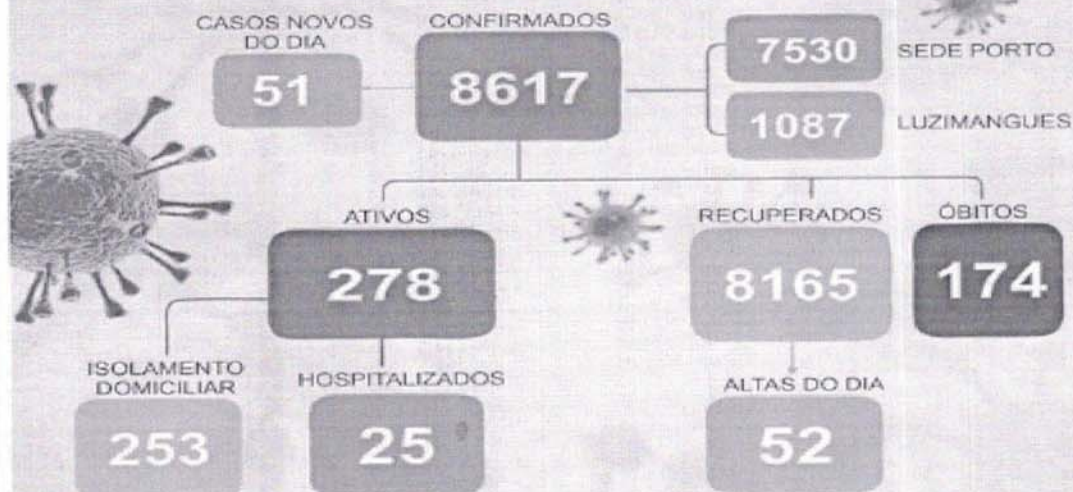 CASOS NOVOS
DO DIA
51
CONFIRMADOS
8617
7530
SEDE PORTO
1087
LUZIMANGUES
ATIVOS
278
RECUPERADOS
8165
ÓBITOS
174
ISOLAMENTO
DOMICILIAR
253
HOSPITALIZADOS
25
ALTAS DO DIA
52